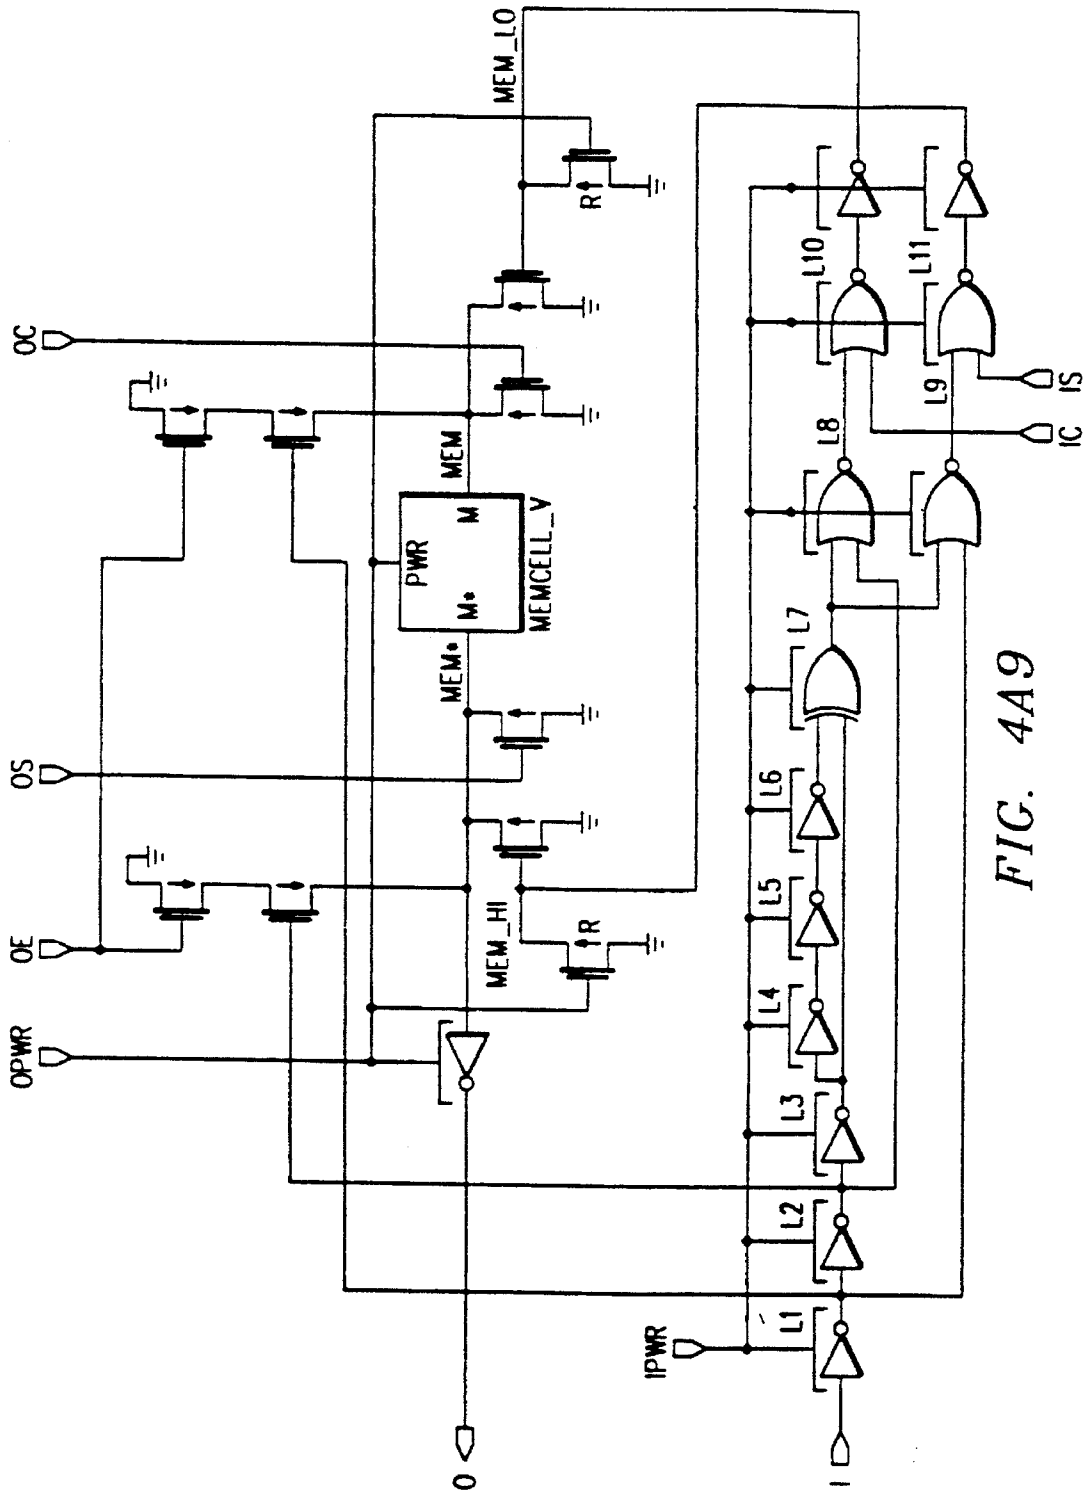 OPWR
OE
OS
OC
MEM_HI
R
MEM*
M*
PWR
M
MEMCELL_V
MEM
MEM_LO
R
O
IPWR
I
L1
L2
L3
L4
L5
L6
L7
L8
L9
L10
L11
IC
IS
FIG. 4A9